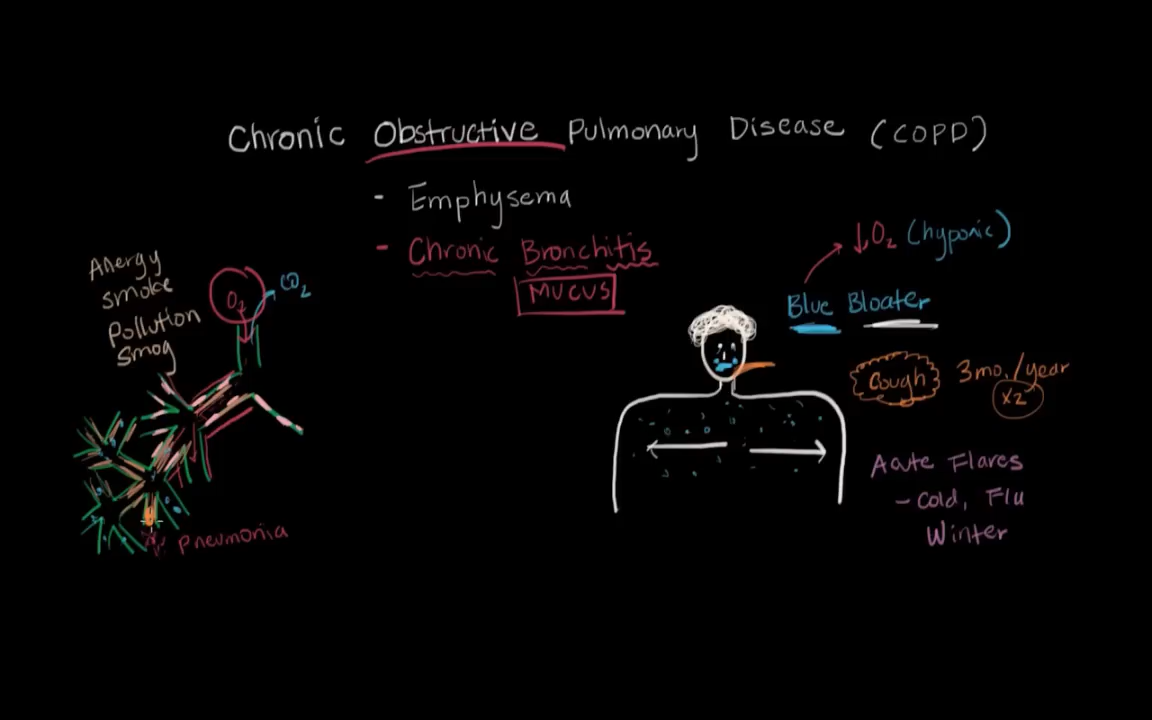 Chronic Obstructive Pulmonary Disease (COPD)
- Emphysema
- Chronic Bronchitis
MUCUS
Allergy
smoke
Pollution
smog
O2
CO2
Pneumonia
↓O2 (hypoxic)
Blue Bloater
Cough 3mo./year
x2
Acute Flares
- Cold, Flu
Winter